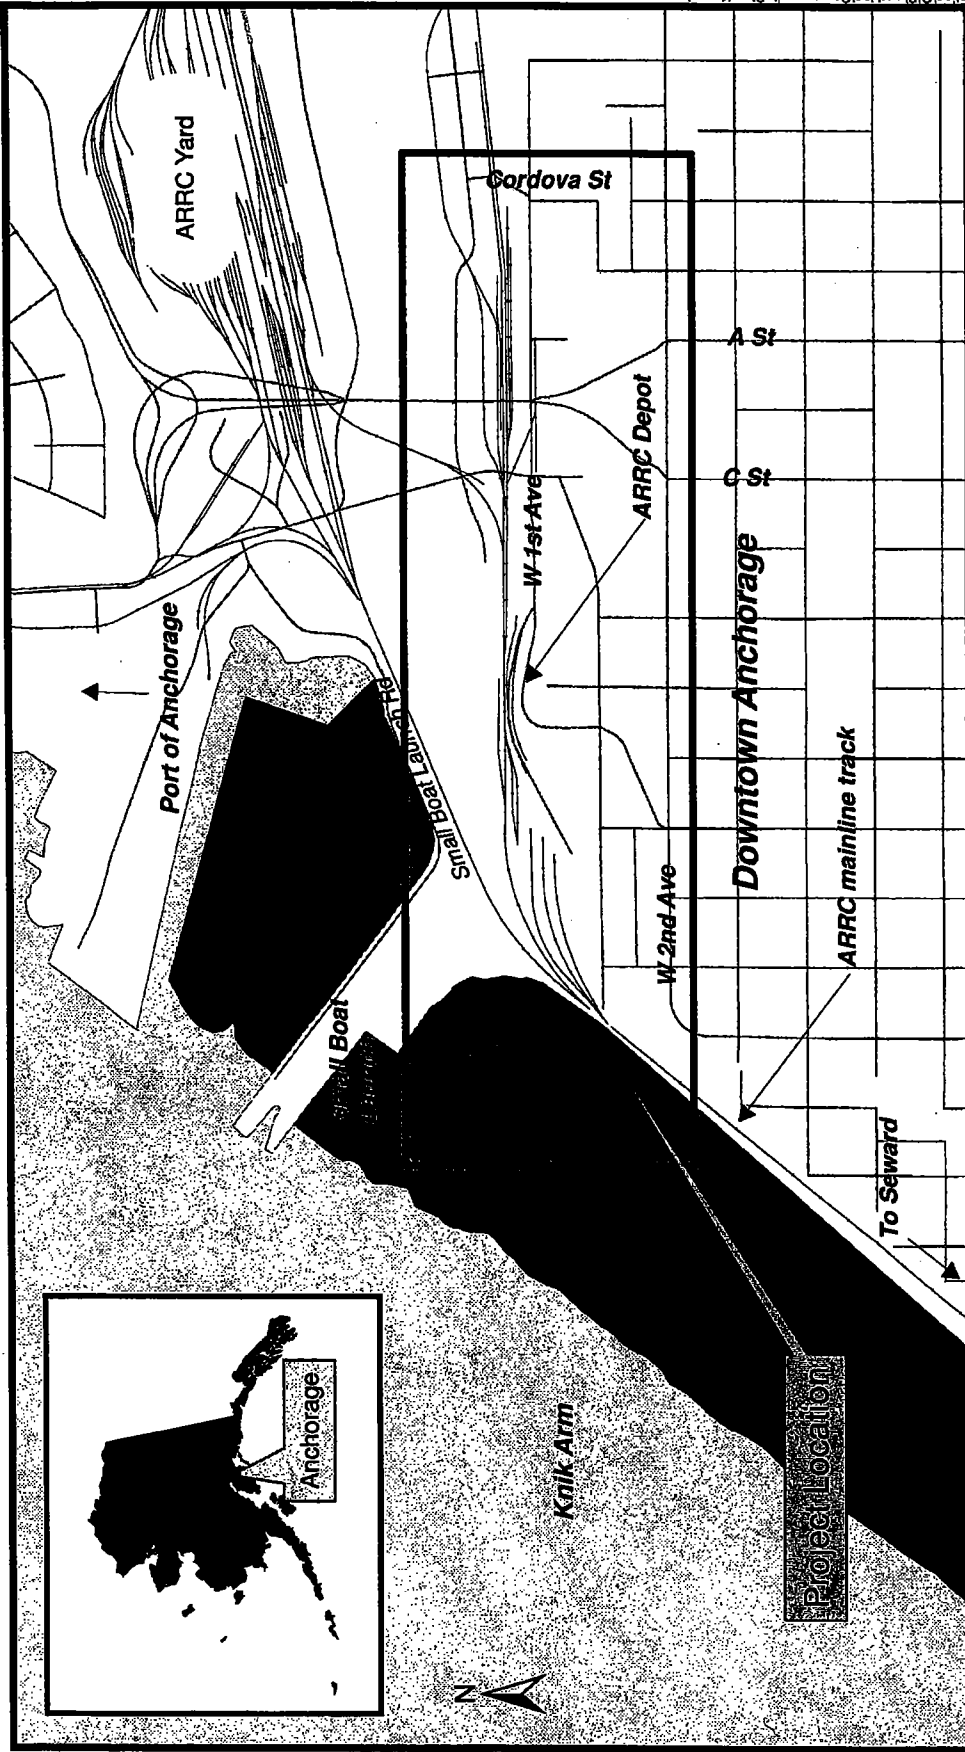 ARRC Yard
Cordova St
A St
ARRC Depot
C St
W 1st Ave
Port of Anchorage
Downtown Anchorage
Small Boat Launch Rd
ARRC mainline track
W 2nd Ave
Small Boat
Launch
To Seward
Anchorage
Knik Arm
Project Location
N